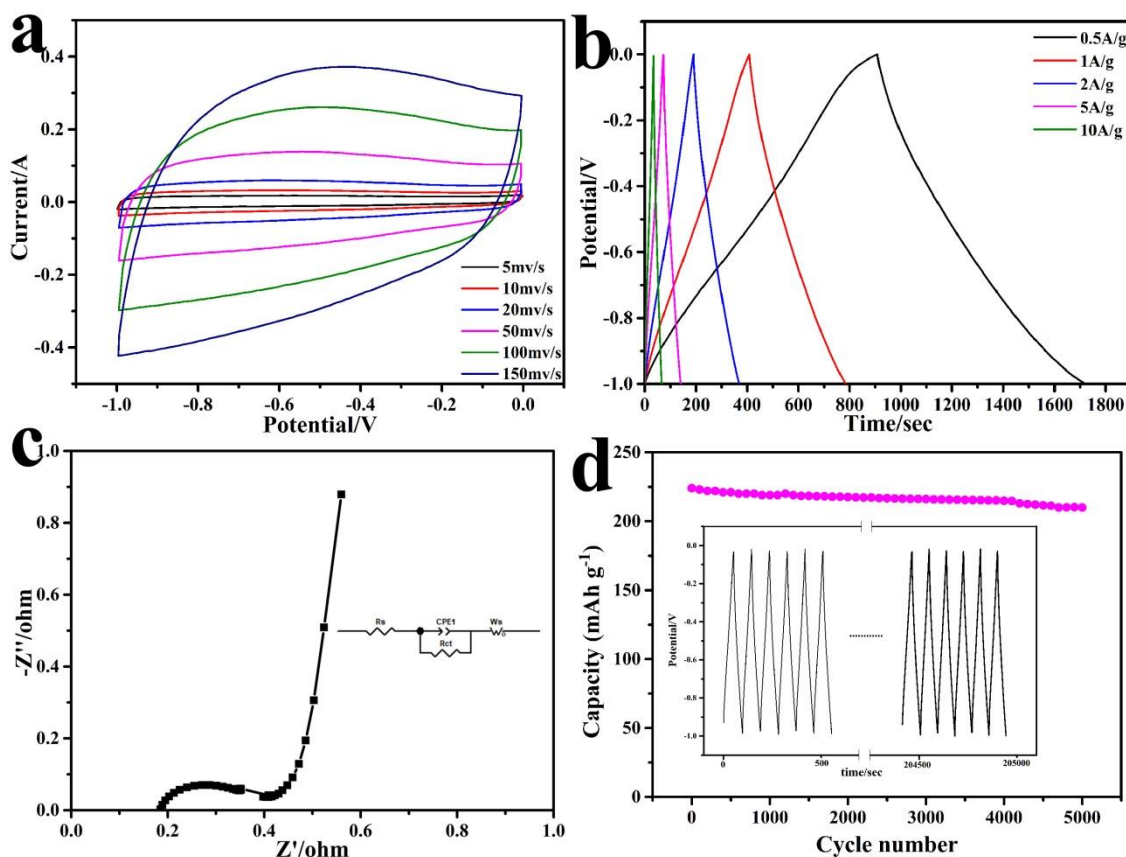 a
0.4
0.2
0.0
-0.2
-0.4
Current/A
-1.0 -0.8 -0.6 -0.4 -0.2 0.0
Potential/V
5mv/s
10mv/s
20mv/s
50mv/s
100mv/s
150mv/s
b
0.0
-0.2
-0.4
-0.6
-0.8
-1.0
Potential/V
0 200 400 600 800 1000 1200 1400 1600 1800
Time/sec
0.5A/g
1A/g
2A/g
5A/g
10A/g
c
1.0
0.8
0.6
0.4
0.2
0.0
-Z''/ohm
0.0 0.2 0.4 0.6 0.8 1.0
Z'/ohm
Rs CPE1 Ws
Rct
d
250
225
200
175
150
125
100
75
50
25
0
Capacity (mAh g-1)
0 1000 2000 3000 4000 5000
Cycle number
0.0
-0.2
-0.4
-0.6
-0.8
-1.0
Potential/V
0 500 204500 205000
time/sec